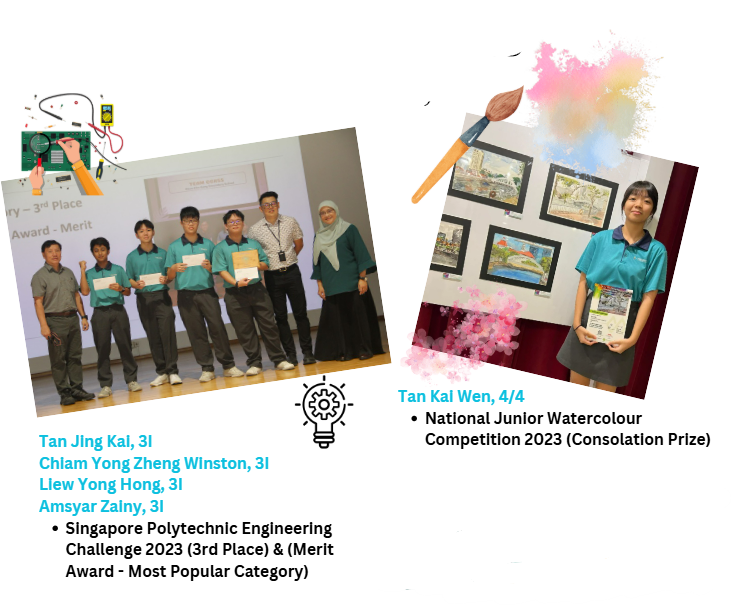 ory – 3rd Place
Award - Merit
Tan Jing Kai, 3I
Chiam Yong Zheng Winston, 3I
Liew Yong Hong, 3I
Amsyar Zainy, 3I
Singapore Polytechnic Engineering
Challenge 2023 (3rd Place) & (Merit
Award - Most Popular Category)
Tan Kai Wen, 4/4
National Junior Watercolour
Competition 2023 (Consolation Prize)